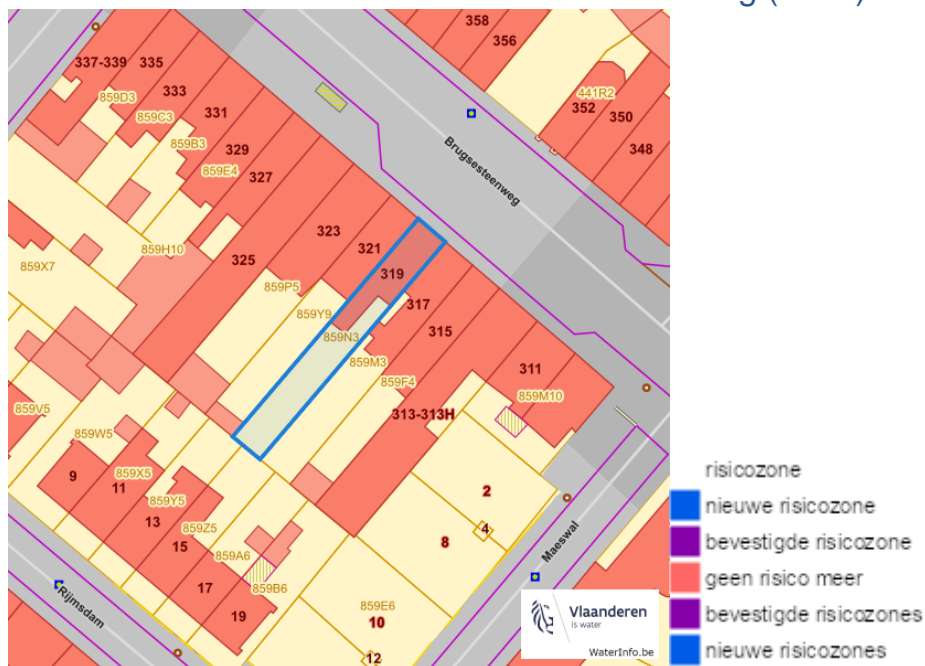 358
356
337-339
335
859D3
333
859C3
441R2
352
350
331
859B3
329
348
859E4
327
Brugsesteenweg
323
321
859H10
325
859X7
319
859P5
317
859Y9
315
859N3
859M3
311
859F4
859M10
859V5
313-313H
859W5
9
11
859X5
2
859Y5
13
859Z5
4
8
15
859A6
Maeswal
17
859B6
859E6
Rijmsdam
19
10
12
Vlaanderen
is water
WaterInfo.be
risicozone
nieuwe risicozone
bevestigde risicozone
geen risico meer
bevestigde risicozones
nieuwe risicozones